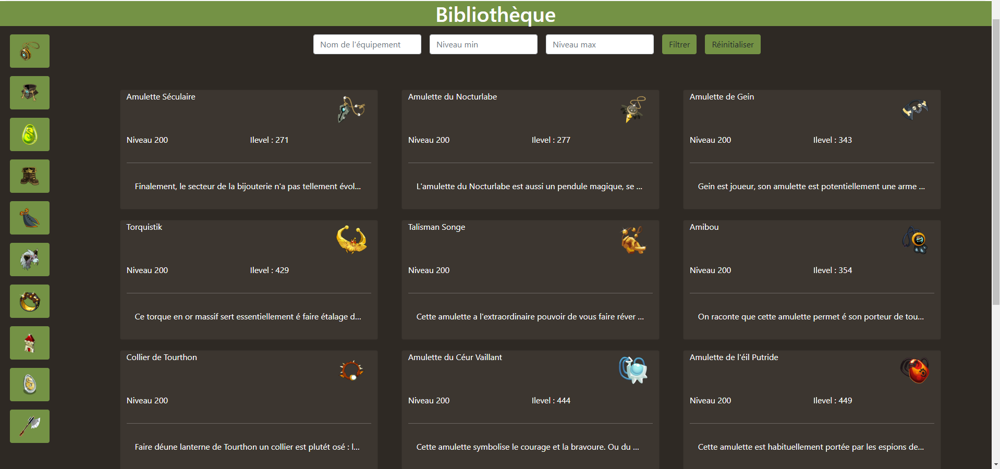 Bibliothèque
Nom de l'équipement
Niveau min
Niveau max
Filtrer
Réinitialiser
Amulette Séculaire
Niveau 200
Ilevel : 271
Finalement, le secteur de la bijouterie n'a pas tellement évol...
Amulette du Nocturlabe
Niveau 200
Ilevel : 277
L'amulette du Nocturlabe est aussi un pendule magique, se ...
Amulette de Gein
Niveau 200
Ilevel : 343
Gein est joueur, son amulette est potentiellement une arme ...
Torquistik
Niveau 200
Ilevel : 429
Ce torque en or massif sert essentiellement é faire étalage d...
Talisman Songe
Niveau 200
Cette amulette a l'extraordinaire pouvoir de vous faire réver ...
Amibou
Niveau 200
Ilevel : 354
On raconte que cette amulette permet é son porteur de tou...
Collier de Tourthon
Niveau 200
Faire déune lanterne de Tourthon un collier est plutét osé : l...
Amulette du Céur Vaillant
Niveau 200
Ilevel : 444
Cette amulette symbolise le courage et la bravoure. Ou du ...
Amulette de l'éil Putride
Niveau 200
Ilevel : 449
Cette amulette est habituellement portée par les espions de...